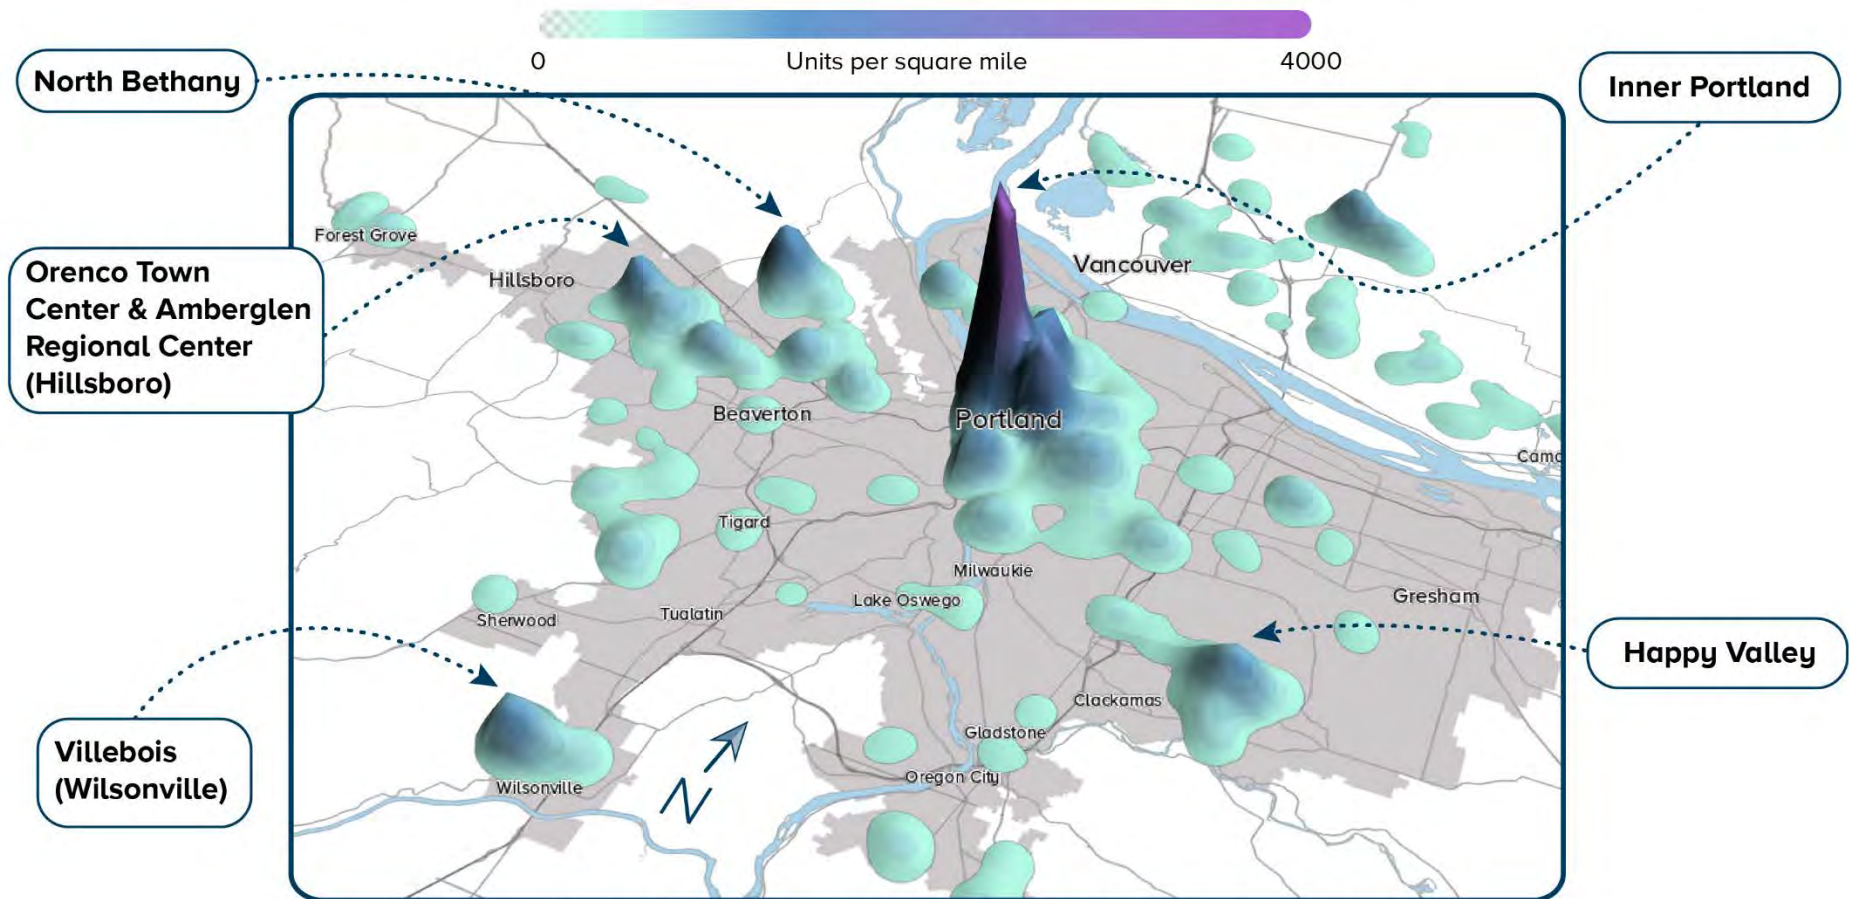 0
Units per square mile
4000
North Bethany
Inner Portland
Orenco Town
Center & Amberglen
Regional Center
(Hillsboro)
Forest Grove
Hillsboro
Vancouver
Beaverton
Portland
Camo
Tigard
Milwaukie
Lake Oswego
Gresham
Sherwood
Tualatin
Happy Valley
Clackamas
Gladstone
Villebois
(Wilsonville)
Wilsonville
Oregon City
N